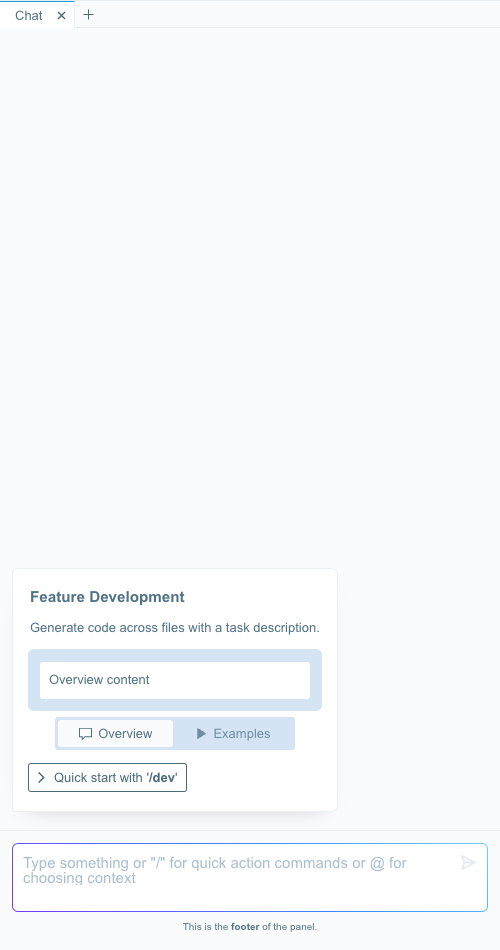 Chat
Feature Development
Generate code across files with a task description.
Overview content
Overview
Examples
Quick start with '/dev'
Type something or "/" for quick action commands or @ for
choosing context
This is the footer of the panel.